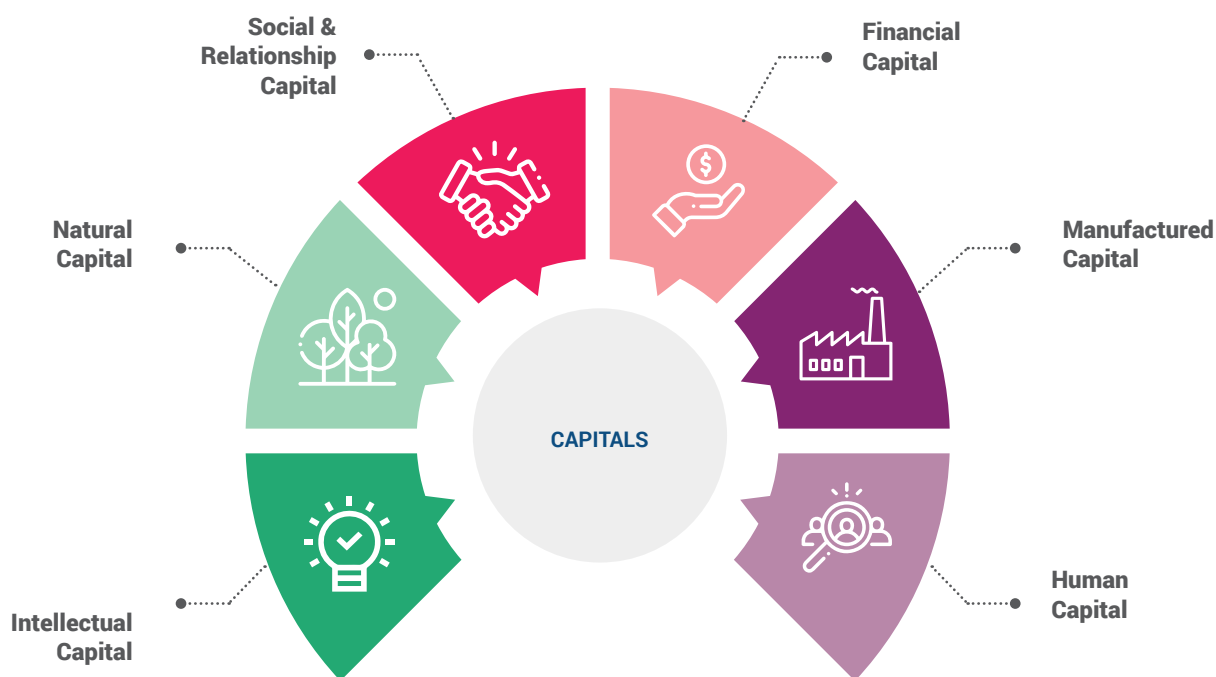 Social &
Relationship
Capital
Financial
Capital
Natural
Capital
Manufactured
Capital
$
CAPITALS
Intellectual
Capital
Human
Capital